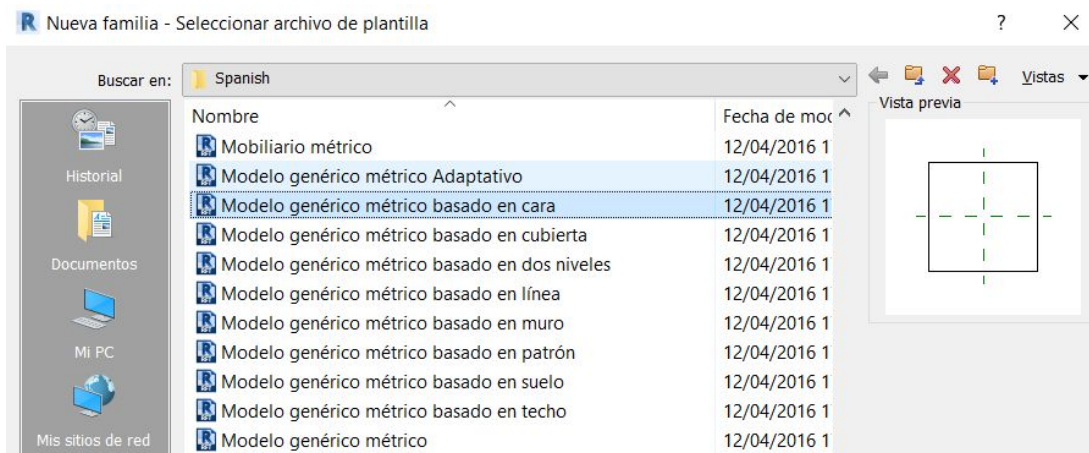 Nueva familia - Seleccionar archivo de plantilla ?
Buscar en: Spanish Vistas
Nombre Fecha de moc Vista previa
Mobiliario métrico 12/04/2016 1
Modelo genérico métrico Adaptativo 12/04/2016 1
Modelo genérico métrico basado en cara 12/04/2016 1
Modelo genérico métrico basado en cubierta 12/04/2016 1
Modelo genérico métrico basado en dos niveles 12/04/2016 1
Modelo genérico métrico basado en línea 12/04/2016 1
Modelo genérico métrico basado en muro 12/04/2016 1
Modelo genérico métrico basado en patrón 12/04/2016 1
Modelo genérico métrico basado en suelo 12/04/2016 1
Modelo genérico métrico basado en techo 12/04/2016 1
Modelo genérico métrico 12/04/2016 1
Historial
Documentos
Mi PC
Mis sitios de red